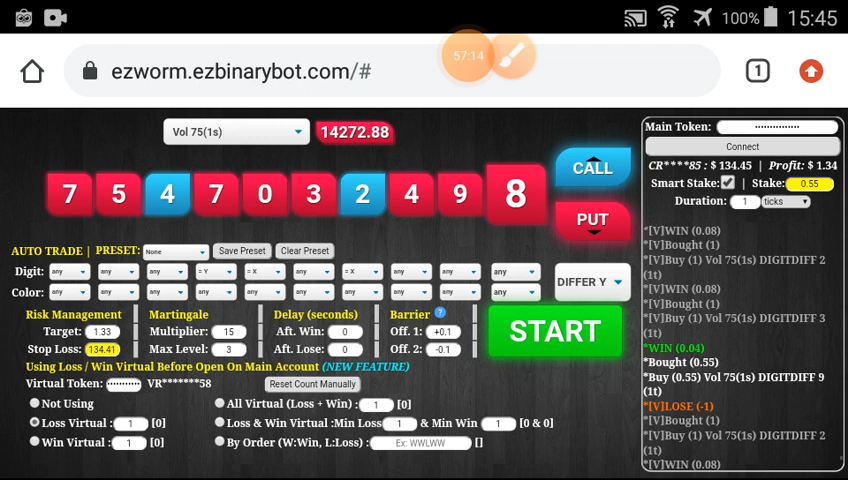 100% 15:45
57:14
ezworm.ezbinarybot.com/#
1
Vol 75(1s) 14272.88
7 5 4 7 0 3 2 4 9 8
CALL
PUT
AUTO TRADE | PRESET: None Save Preset Clear Preset
Digit: any any any = Y = X any = X any any any
Color: any any any any any any any any any any
DIFFER Y
Risk Management Martingale Delay (seconds) Barrier ?
Target: 1.33 Multiplier: 15 Aft. Win: 0 Off. 1: +0.1
Stop Loss: 134.41 Max Level: 3 Aft. Lose: 0 Off. 2: -0.1
START
Using Loss / Win Virtual Before Open On Main Account (NEW FEATURE)
Virtual Token: ••••••••••• VR*******58 Reset Count Manually
Not Using All Virtual (Loss + Win) : 1 [0]
Loss Virtual : 1 [0] Loss & Win Virtual :Min Loss 1 & Min Win 1 [0 & 0]
Win Virtual : 1 [0] By Order (W:Win, L:Loss) : Ex: WWLWW []
Main Token: •••••••••••••••
Connect
CR****85 : $ 134.45 | Profit: $ 1.34
Smart Stake: | Stake: 0.55
Duration: 1 ticks
*[V]WIN (0.08)
*[V]Bought (1)
*[V]Buy (1) Vol 75(1s) DIGITDIFF 2
(1t)
*[V]WIN (0.08)
*[V]Bought (1)
*[V]Buy (1) Vol 75(1s) DIGITDIFF 3
(1t)
*WIN (0.04)
*Bought (0.55)
*Buy (0.55) Vol 75(1s) DIGITDIFF 9
(1t)
*[V]LOSE (-1)
*[V]Bought (1)
*[V]Buy (1) Vol 75(1s) DIGITDIFF 2
(1t)
*[V]WIN (0.08)